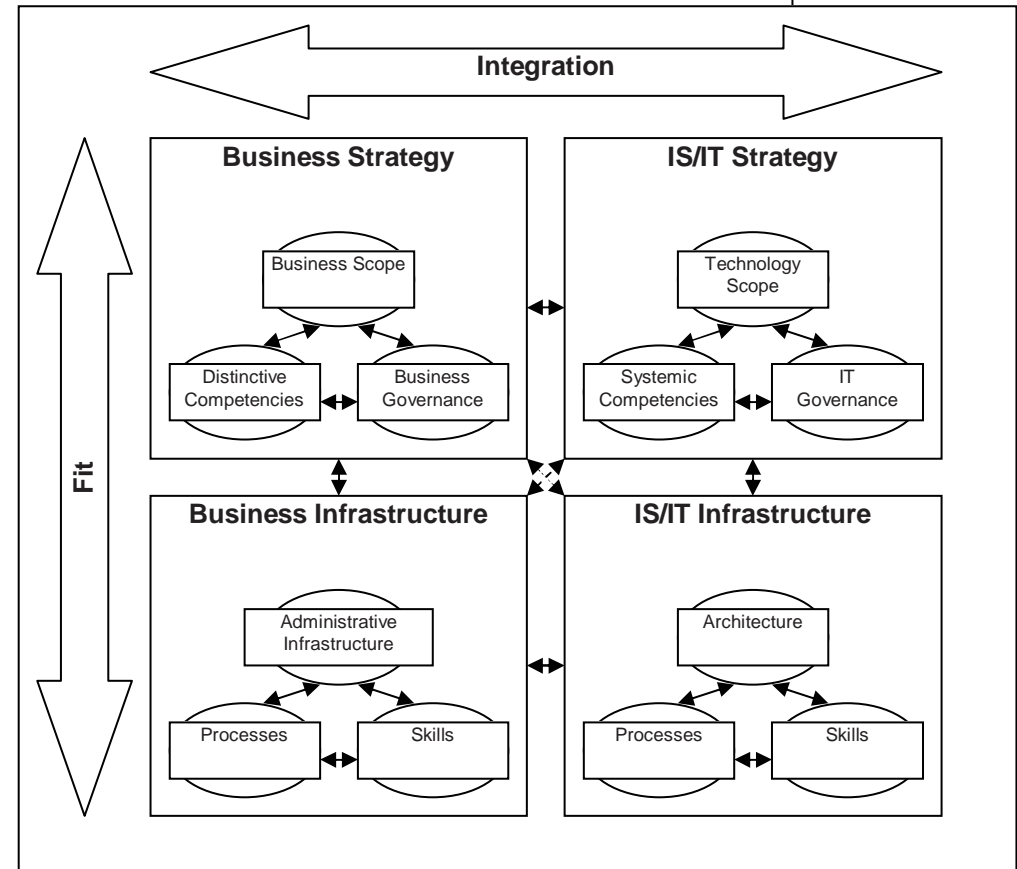 Integration
Business Strategy
Business Scope
Distinctive
Competencies
Business
Governance
IS/IT Strategy
Technology
Scope
Systemic
Competencies
IT
Governance
Fit
Business Infrastructure
Administrative
Infrastructure
Processes
Skills
IS/IT Infrastructure
Architecture
Processes
Skills